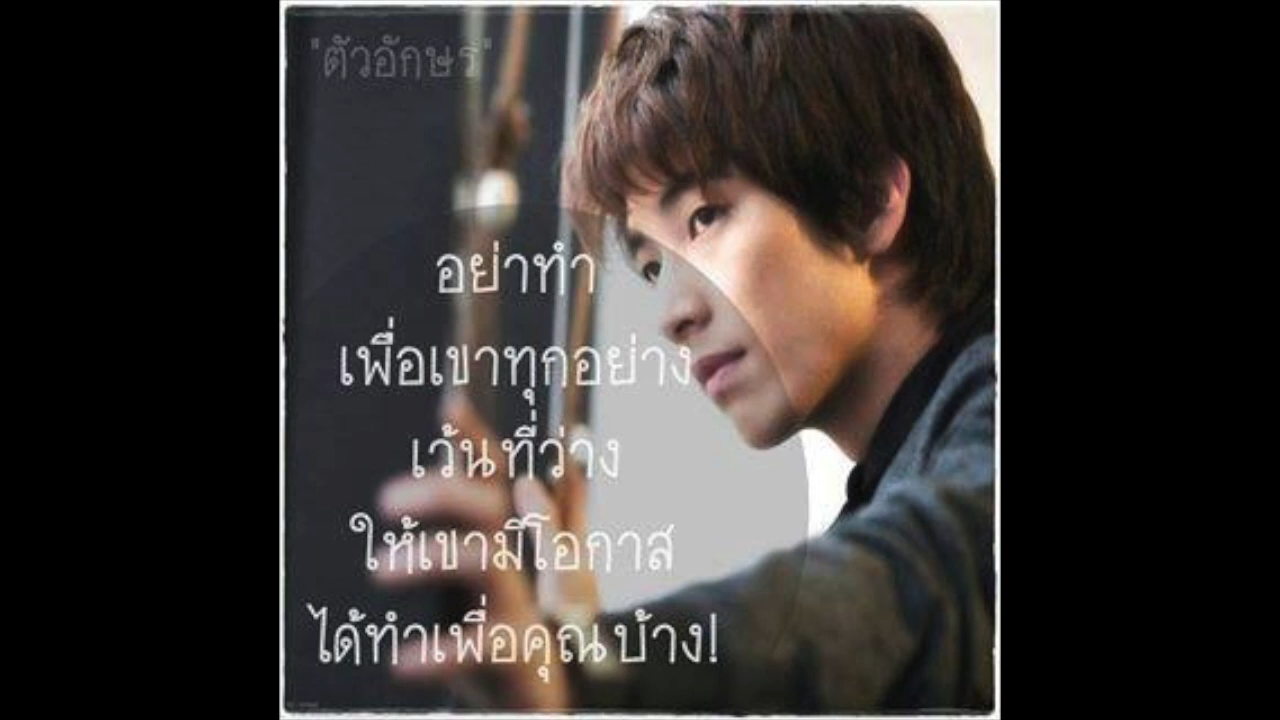 "ตัวอักษร"
อย่าทำ
เพื่อเขาทุกอย่าง
เว้นที่ว่าง
ให้เขามีโอกาส
ได้ทำเพื่อคุณบ้าง!